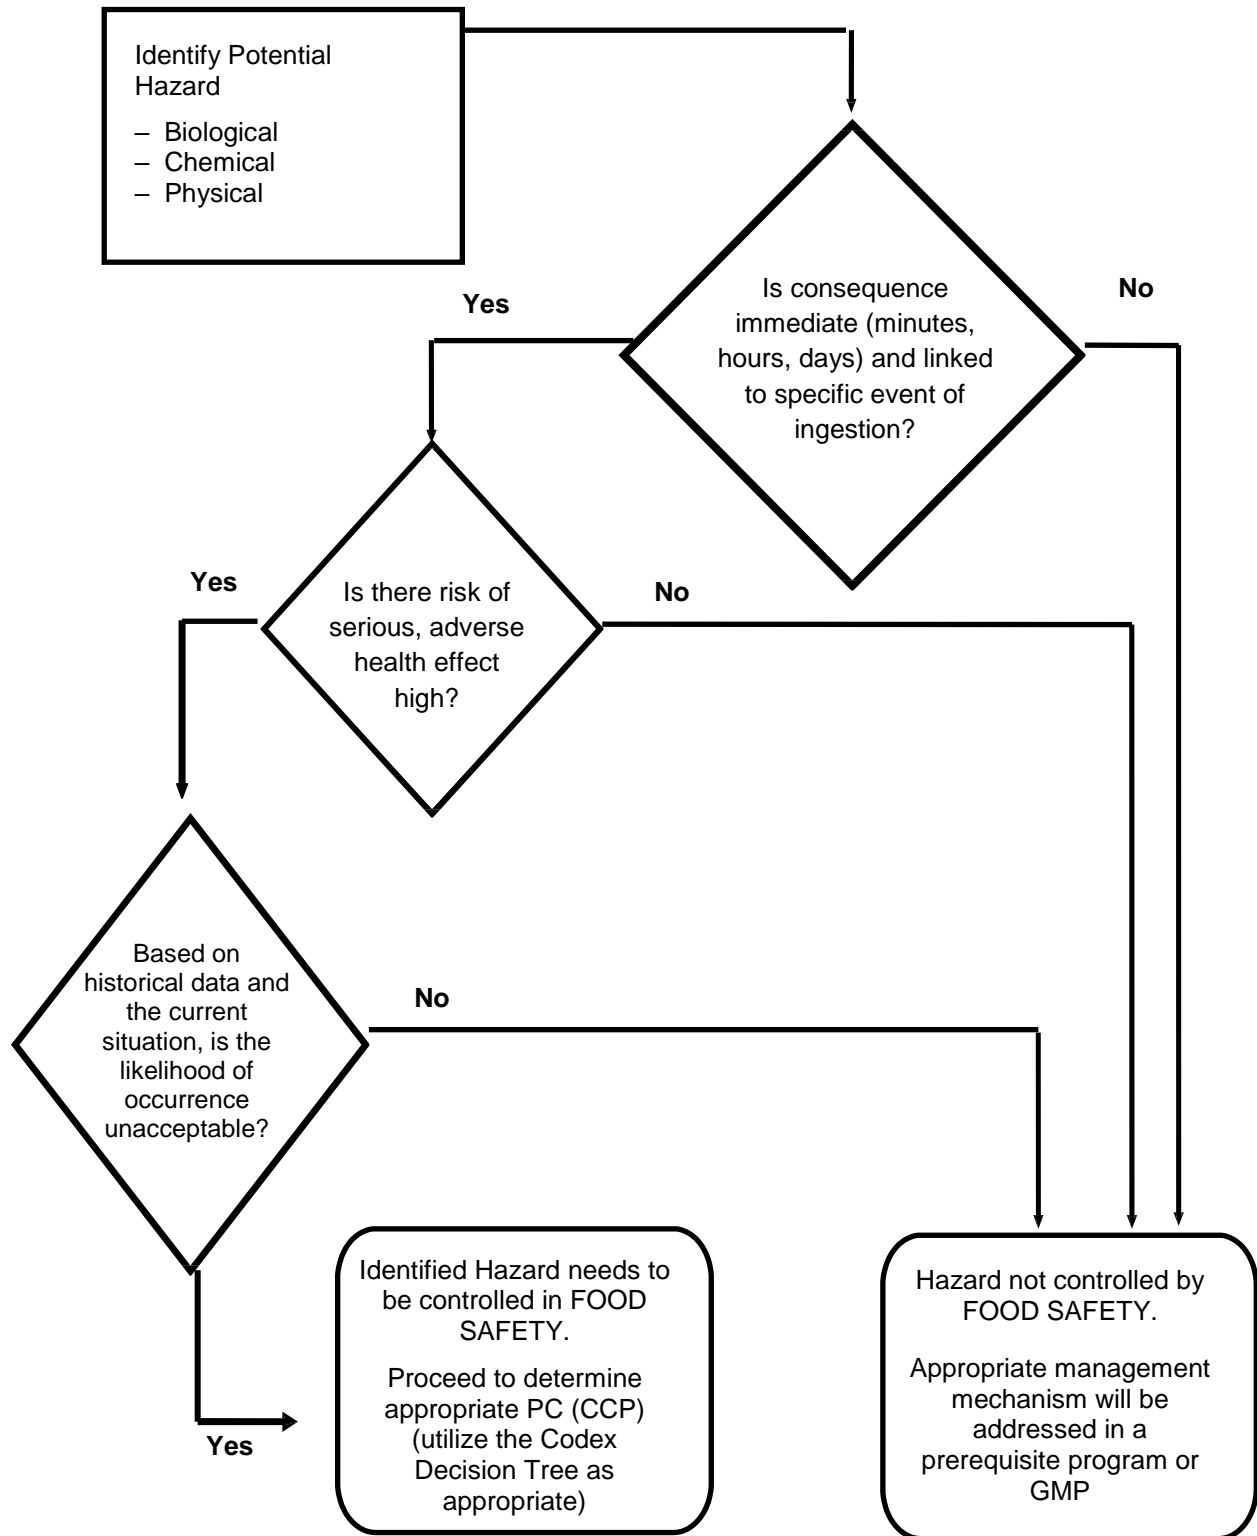 Identify Potential
Hazard
– Biological
– Chemical
– Physical
Is consequence
immediate (minutes,
hours, days) and linked
to specific event of
ingestion?
Yes
No
Is there risk of
serious, adverse
health effect
high?
Yes
No
Based on
historical data and
the current
situation, is the
likelihood of
occurrence
unacceptable?
No
Yes
Identified Hazard needs to
be controlled in FOOD
SAFETY.
Proceed to determine
appropriate PC (CCP)
(utilize the Codex
Decision Tree as
appropriate)
Hazard not controlled by
FOOD SAFETY.
Appropriate management
mechanism will be
addressed in a
prerequisite program or
GMP